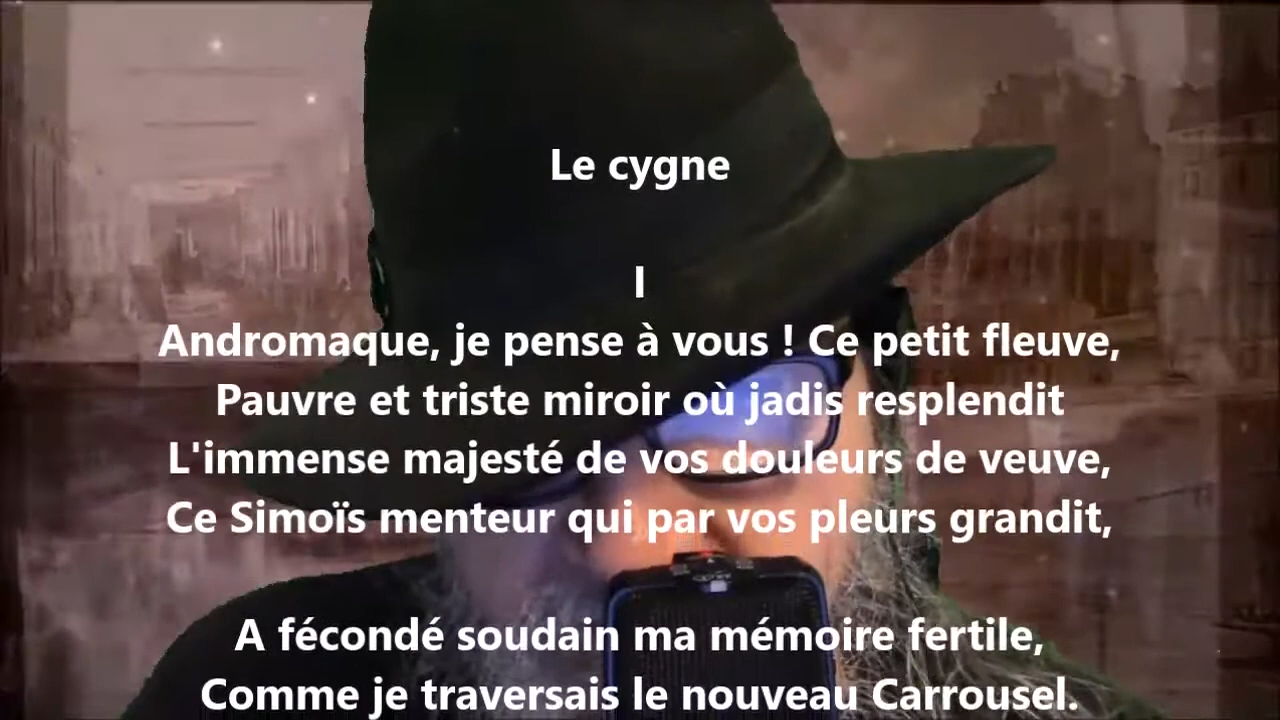 Le cygne
I
Andromaque, je pense à vous ! Ce petit fleuve,
Pauvre et triste miroir où jadis resplendit
L'immense majesté de vos douleurs de veuve,
Ce Simoïs menteur qui par vos pleurs grandit,
A fécondé soudain ma mémoire fertile,
Comme je traversais le nouveau Carrousel.